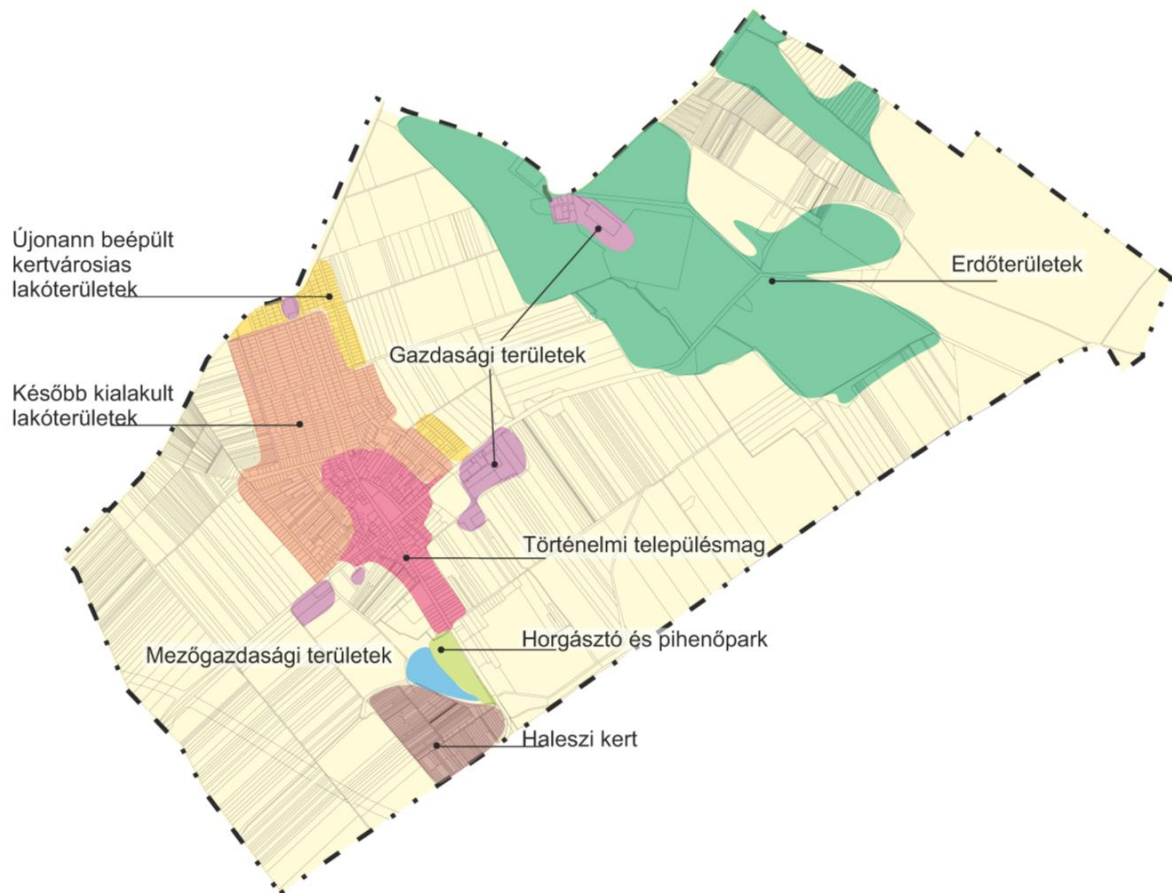 Újonann beépült
kertvárosias
lakóterületek
Erdőterületek
Gazdasági területek
Később kialakult
lakóterületek
Történelmi településmag
Horgásztó és pihenőpark
Mezőgazdasági területek
Haleszi kert